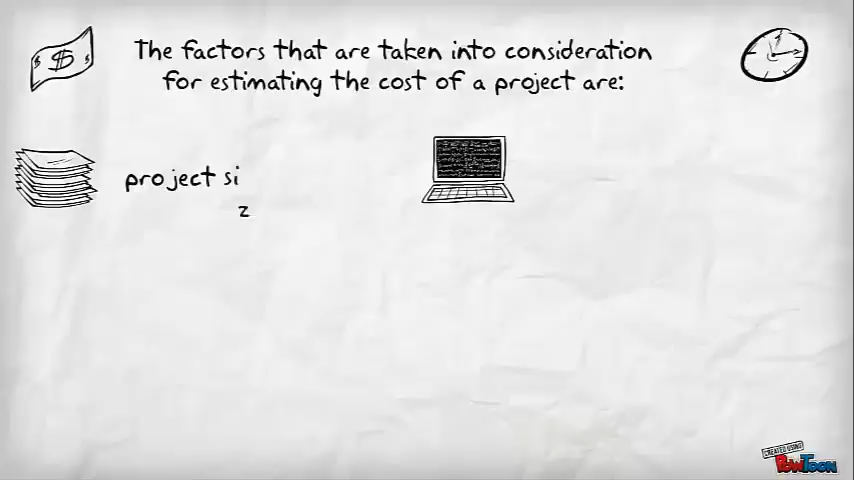 The factors that are taken into consideration
for estimating the cost of a project are:
project si
z
CREATED USING
POWTOON